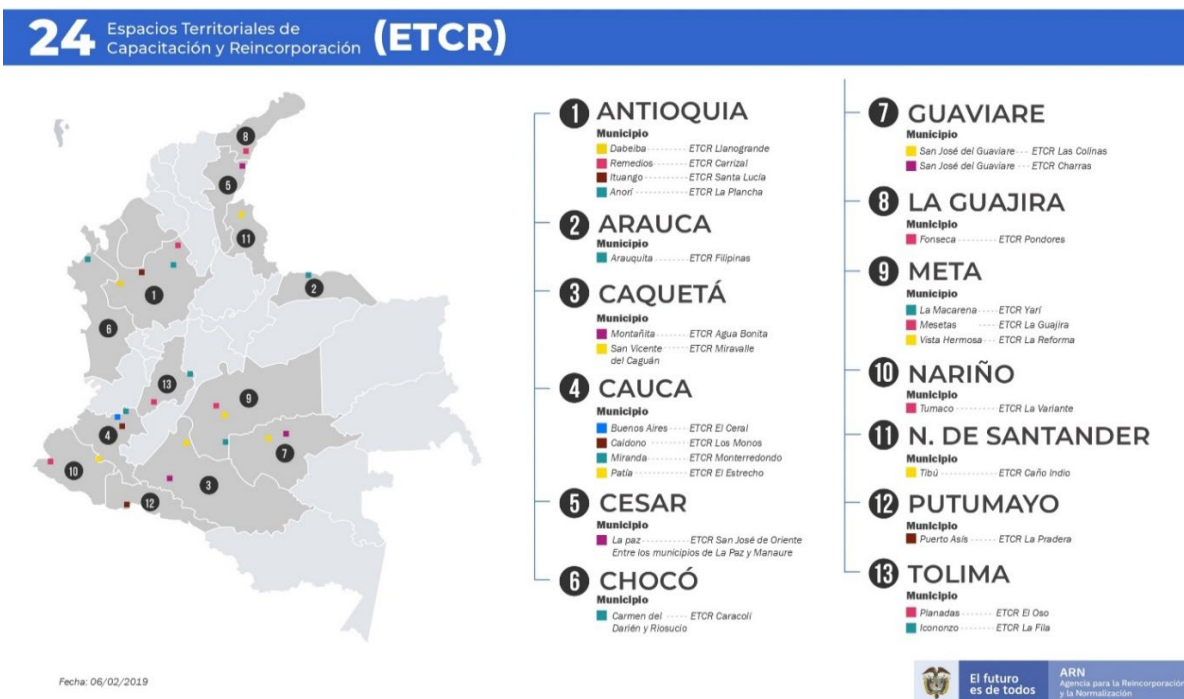 24 Espacios Territoriales de
Capacitación y Reincorporación (ETCR)
8
5
11
1
2
6
13
9
4
7
10
3
12
1 ANTIOQUIA
Municipio
Dabeiba ETCR Llanogrande
Remedios ETCR Carrizal
Ituango ETCR Santa Lucía
Anorí ETCR La Plancha
2 ARAUCA
Municipio
Arauquita ETCR Filipinas
3 CAQUETÁ
Municipio
Montañita ETCR Agua Bonita
San Vicente ETCR Miravalle
del Caguán
4 CAUCA
Municipio
Buenos Aires ETCR El Ceral
Caldono ETCR Los Monos
Miranda ETCR Monterredondo
Patía ETCR El Estrecho
5 CESAR
Municipio
La paz ETCR San José de Oriente
Entre los municipios de La Paz y Manaure
6 CHOCÓ
Municipio
Carmen del ETCR Caracolí
Darién y Riosucio
7 GUAVIARE
Municipio
San José del Guaviare ETCR Las Colinas
San José del Guaviare ETCR Charras
8 LA GUAJIRA
Municipio
Fonseca ETCR Pondores
9 META
Municipio
La Macarena ETCR Yarí
Mesetas ETCR La Guajira
Vista Hermosa ETCR La Reforma
10 NARIÑO
Municipio
Tumaco ETCR La Variante
11 N. DE SANTANDER
Municipio
Tibú ETCR Caño Indio
12 PUTUMAYO
Municipio
Puerto Asís ETCR La Pradera
13 TOLIMA
Municipio
Planadas ETCR El Oso
Icononzo ETCR La Fila
Fecha: 06/02/2019
El futuro
es de todos
ARN
Agencia para la Reincorporación
y la Normalización